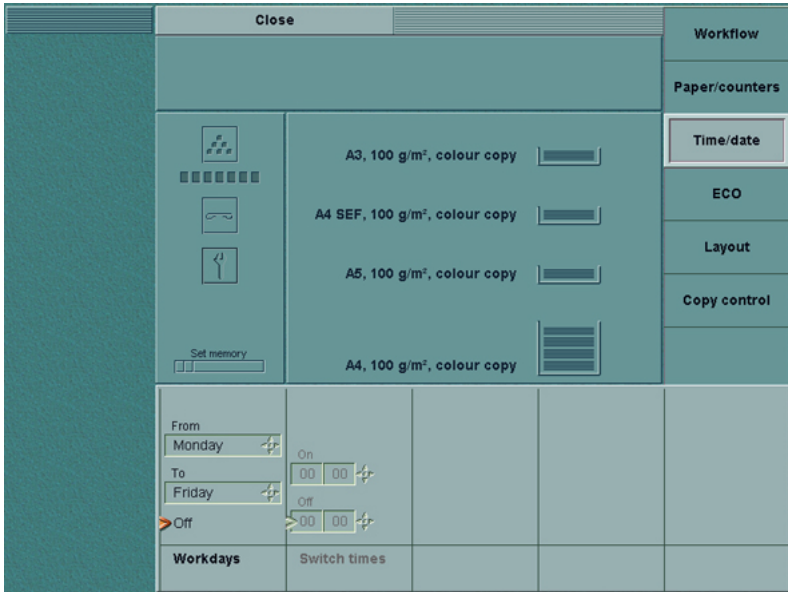 Close
Workflow
Paper/counters
Time/date
ECO
Layout
Copy control
A3, 100 g/m², colour copy
A4 SEF, 100 g/m², colour copy
A5, 100 g/m², colour copy
Set memory
A4, 100 g/m², colour copy
From
Monday
To
Friday
Off
Workdays
On
00 00
Off
00 00
Switch times